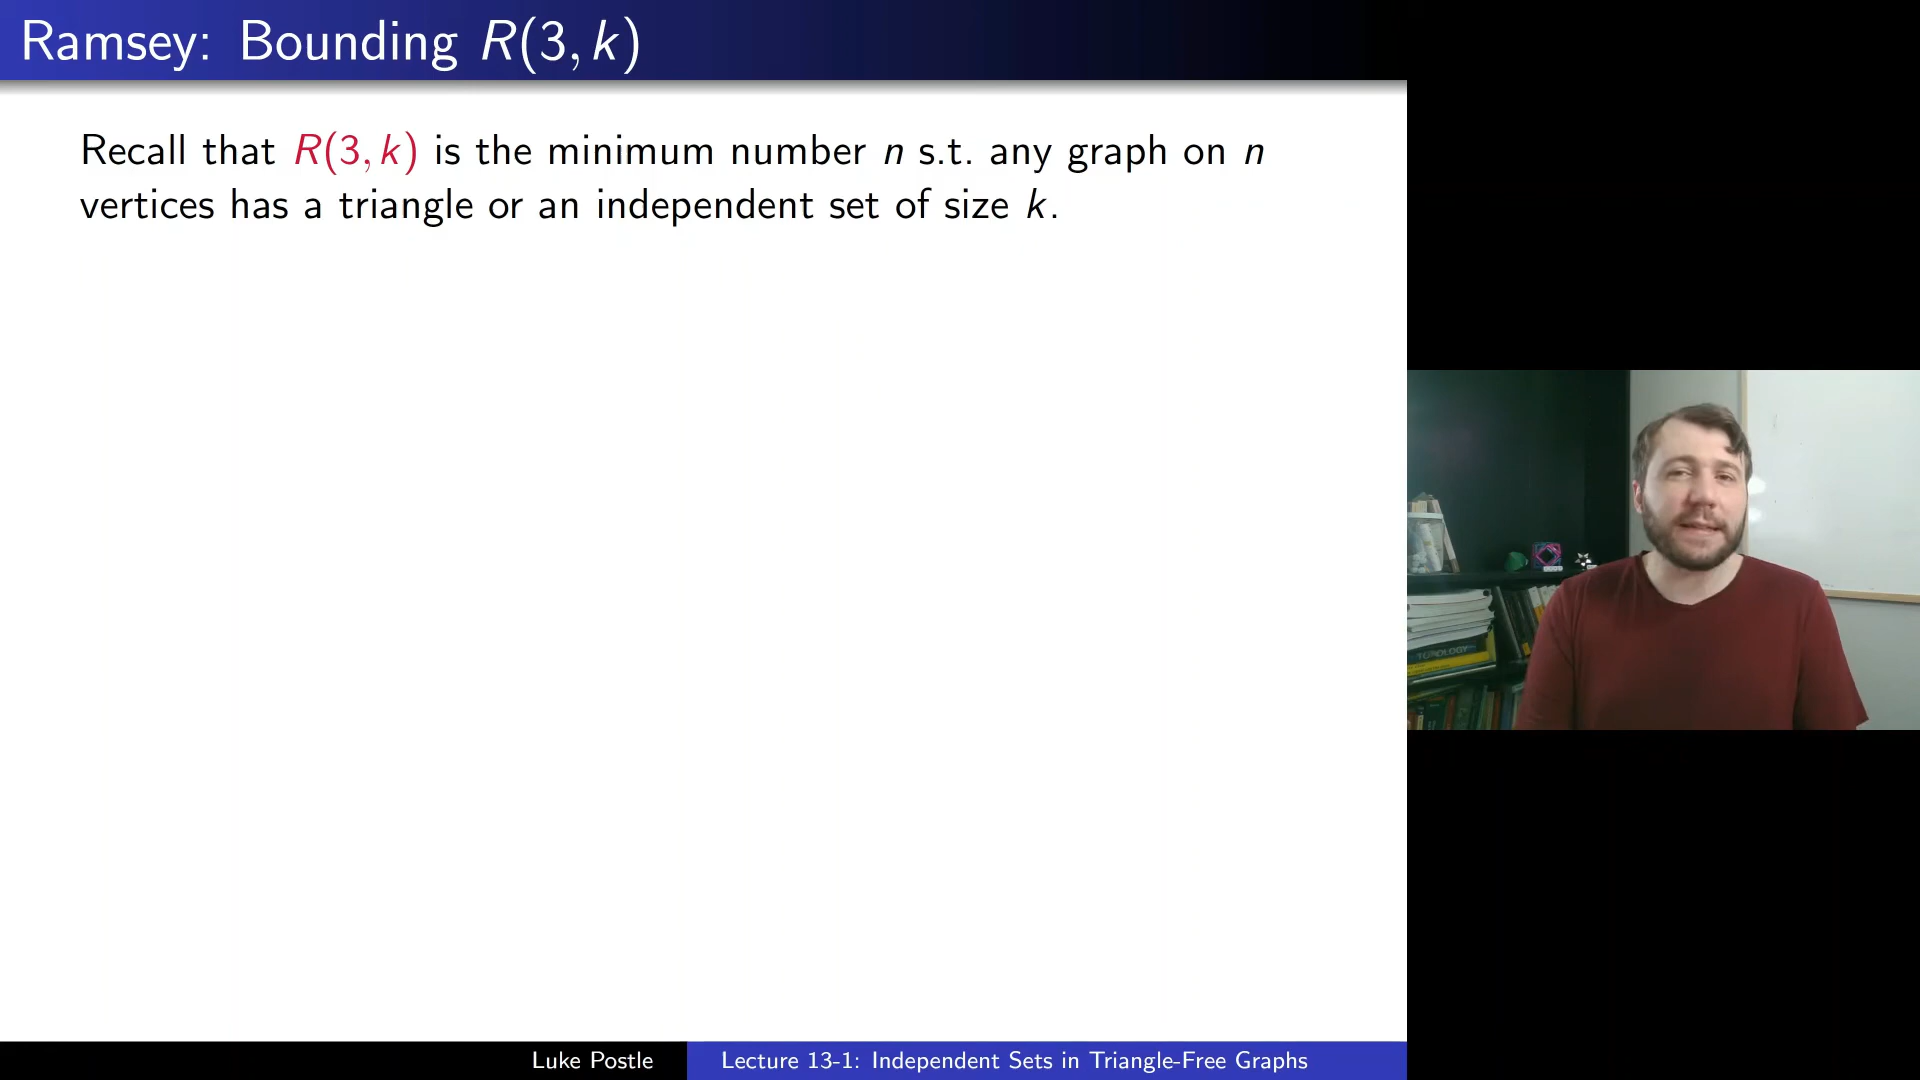 Ramsey: Bounding R(3, k)
Recall that R(3, k) is the minimum number n s.t. any graph on n
vertices has a triangle or an independent set of size k.
TOPOLOGY
Luke Postle
Lecture 13-1: Independent Sets in Triangle-Free Graphs